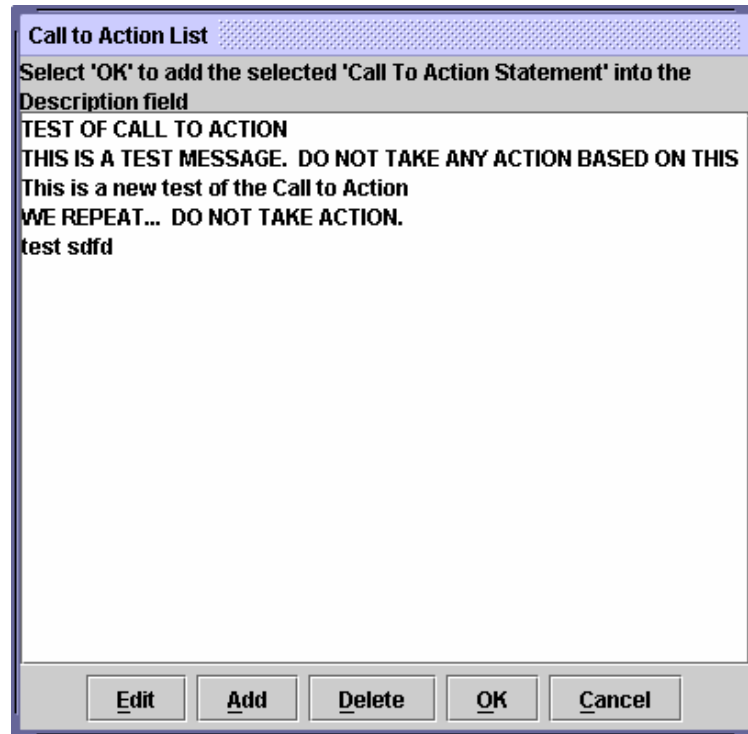 Call to Action List
Select 'OK' to add the selected 'Call To Action Statement' into the
Description field
TEST OF CALL TO ACTION
THIS IS A TEST MESSAGE.  DO NOT TAKE ANY ACTION BASED ON THIS
This is a new test of the Call to Action
WE REPEAT...  DO NOT TAKE ACTION.
test sdfd
Edit Add Delete OK Cancel